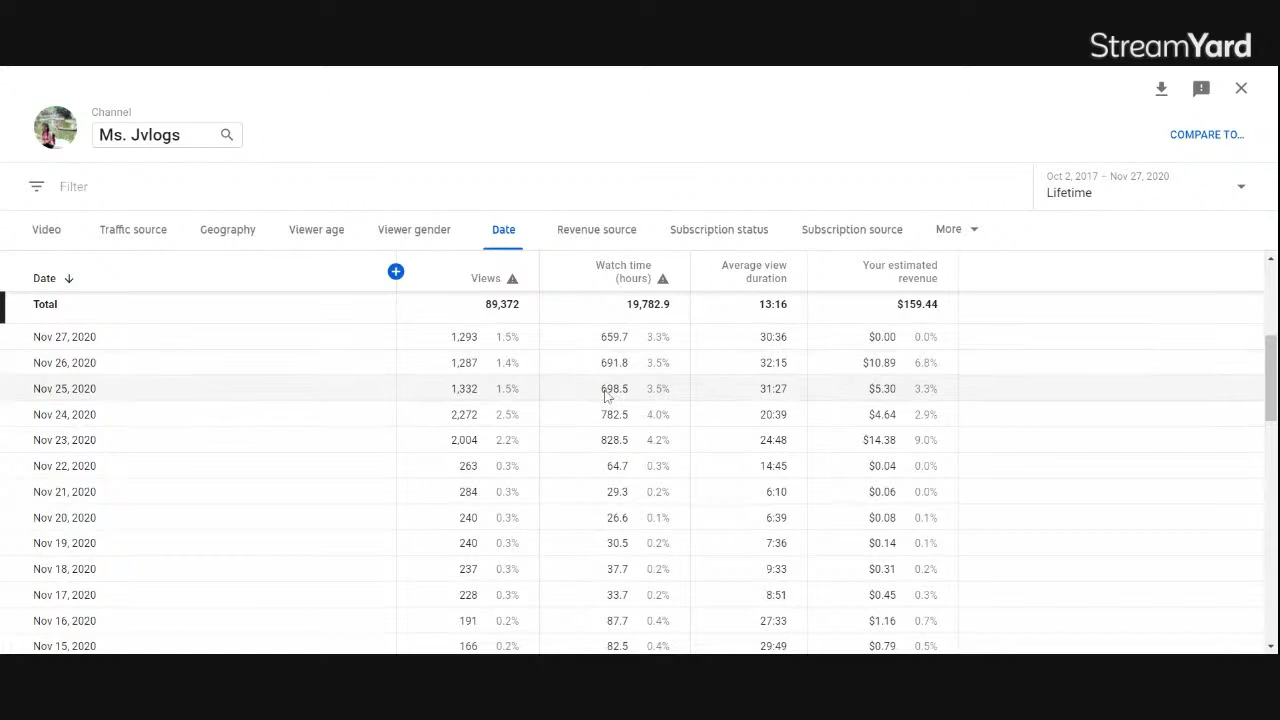 StreamYard
Channel
Ms. Jvlogs
COMPARE TO...
Filter
Oct 2, 2017 – Nov 27, 2020
Lifetime
Video Traffic source Geography Viewer age Viewer gender Date Revenue source Subscription status Subscription source More
Date Views Watch time (hours) Average view duration Your estimated revenue
Total 89,372 19,782.9 13:16 $159.44
Nov 27, 2020 1,293 1.5% 659.7 3.3% 30:36 $0.00 0.0%
Nov 26, 2020 1,287 1.4% 691.8 3.5% 32:15 $10.89 6.8%
Nov 25, 2020 1,332 1.5% 698.5 3.5% 31:27 $5.30 3.3%
Nov 24, 2020 2,272 2.5% 782.5 4.0% 20:39 $4.64 2.9%
Nov 23, 2020 2,004 2.2% 828.5 4.2% 24:48 $14.38 9.0%
Nov 22, 2020 263 0.3% 64.7 0.3% 14:45 $0.04 0.0%
Nov 21, 2020 284 0.3% 29.3 0.2% 6:10 $0.06 0.0%
Nov 20, 2020 240 0.3% 26.6 0.1% 6:39 $0.08 0.1%
Nov 19, 2020 240 0.3% 30.5 0.2% 7:36 $0.14 0.1%
Nov 18, 2020 237 0.3% 37.7 0.2% 9:33 $0.31 0.2%
Nov 17, 2020 228 0.3% 33.7 0.2% 8:51 $0.45 0.3%
Nov 16, 2020 191 0.2% 87.7 0.4% 27:33 $1.16 0.7%
Nov 15, 2020 166 0.2% 82.5 0.4% 29:49 $0.79 0.5%